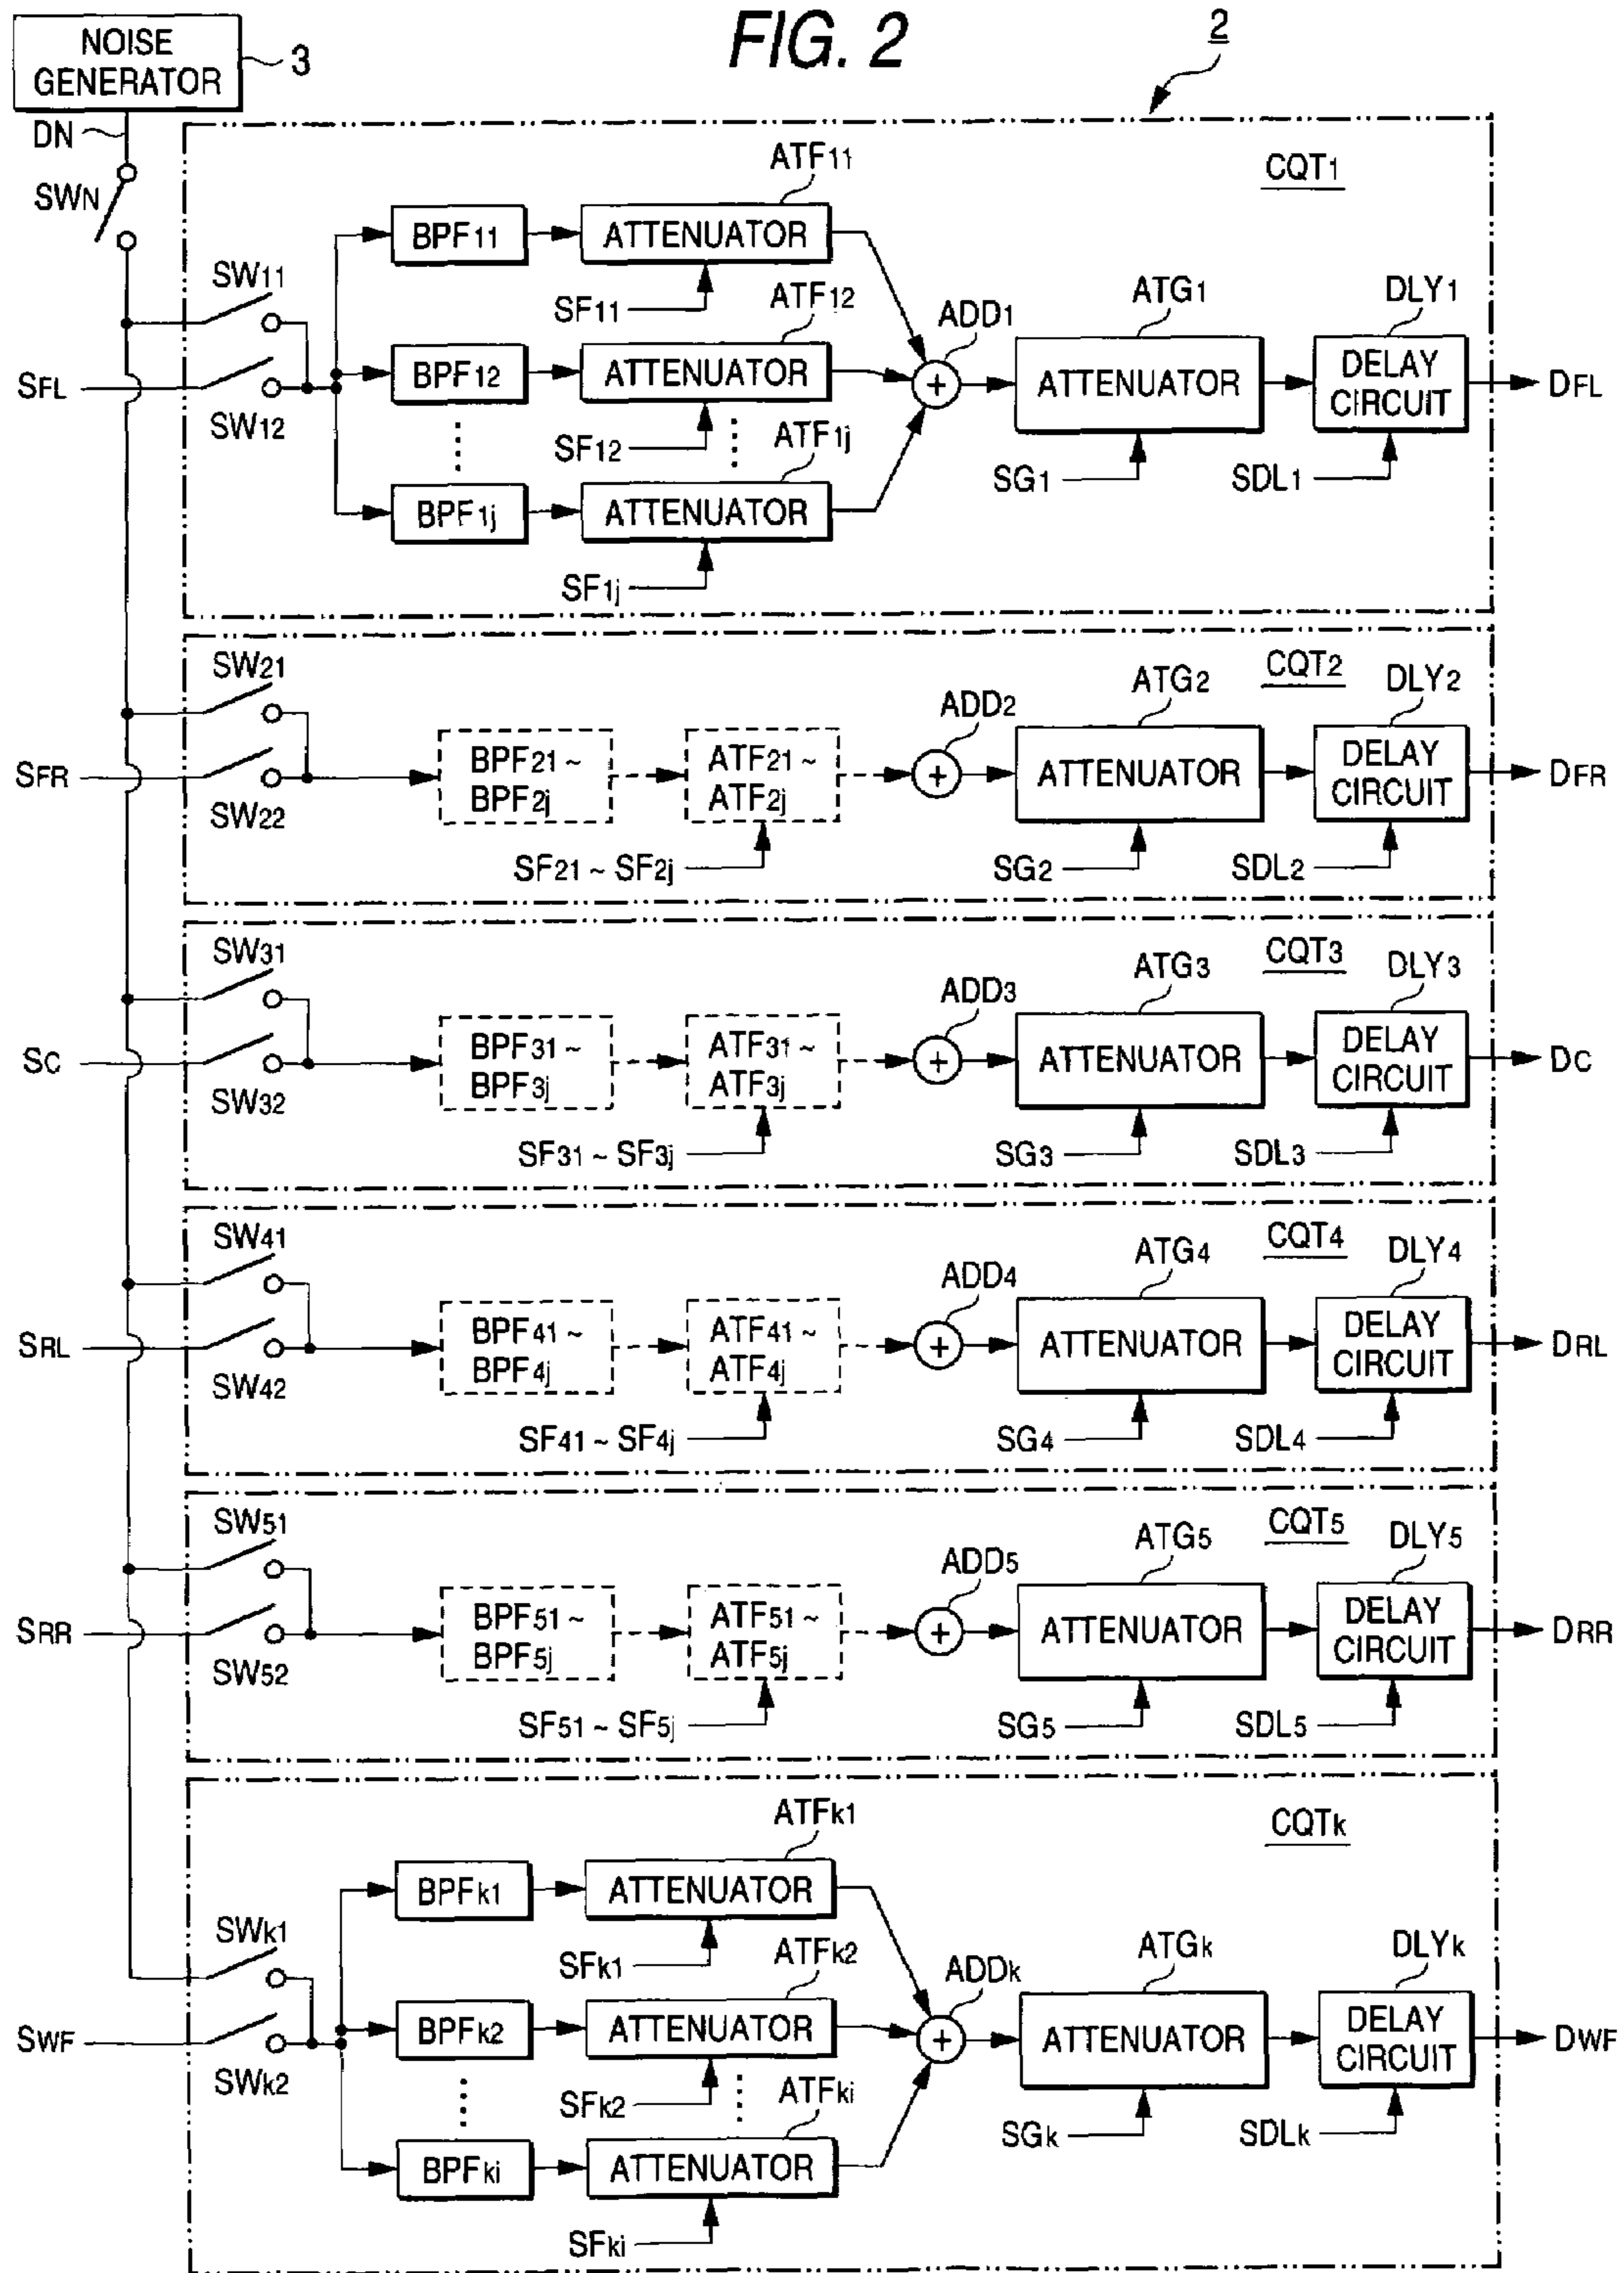 FIG. 2
2
NOISE
GENERATOR
3
DN
SWN
CQT1
ATF11
BPF11
ATTENUATOR
SW11
SF11
ATF12
ADD1
ATG1
DLY1
SFL
SW12
BPF12
ATTENUATOR
ATTENUATOR
DELAY
CIRCUIT
DFL
SF12
ATF1j
SG1
SDL1
BPF1j
ATTENUATOR
SF1j
CQT2
SW21
ADD2
ATG2
DLY2
SFR
SW22
BPF21 ~
BPF2j
ATF21 ~
ATF2j
ATTENUATOR
DELAY
CIRCUIT
DFR
SF21 ~ SF2j
SG2
SDL2
CQT3
SW31
ADD3
ATG3
DLY3
SC
SW32
BPF31 ~
BPF3j
ATF31 ~
ATF3j
ATTENUATOR
DELAY
CIRCUIT
DC
SF31 ~ SF3j
SG3
SDL3
CQT4
SW41
ADD4
ATG4
DLY4
SRL
SW42
BPF41 ~
BPF4j
ATF41 ~
ATF4j
ATTENUATOR
DELAY
CIRCUIT
DRL
SF41 ~ SF4j
SG4
SDL4
CQT5
SW51
ADD5
ATG5
DLY5
SRR
SW52
BPF51 ~
BPF5j
ATF51 ~
ATF5j
ATTENUATOR
DELAY
CIRCUIT
DRR
SF51 ~ SF5j
SG5
SDL5
CQTk
ATFk1
BPFk1
ATTENUATOR
SWk1
SFk1
ATFk2
ADDk
ATGk
DLYk
SWF
SWk2
BPFk2
ATTENUATOR
ATTENUATOR
DELAY
CIRCUIT
DWF
SFk2
ATFki
SGk
SDLk
BPFki
ATTENUATOR
SFki